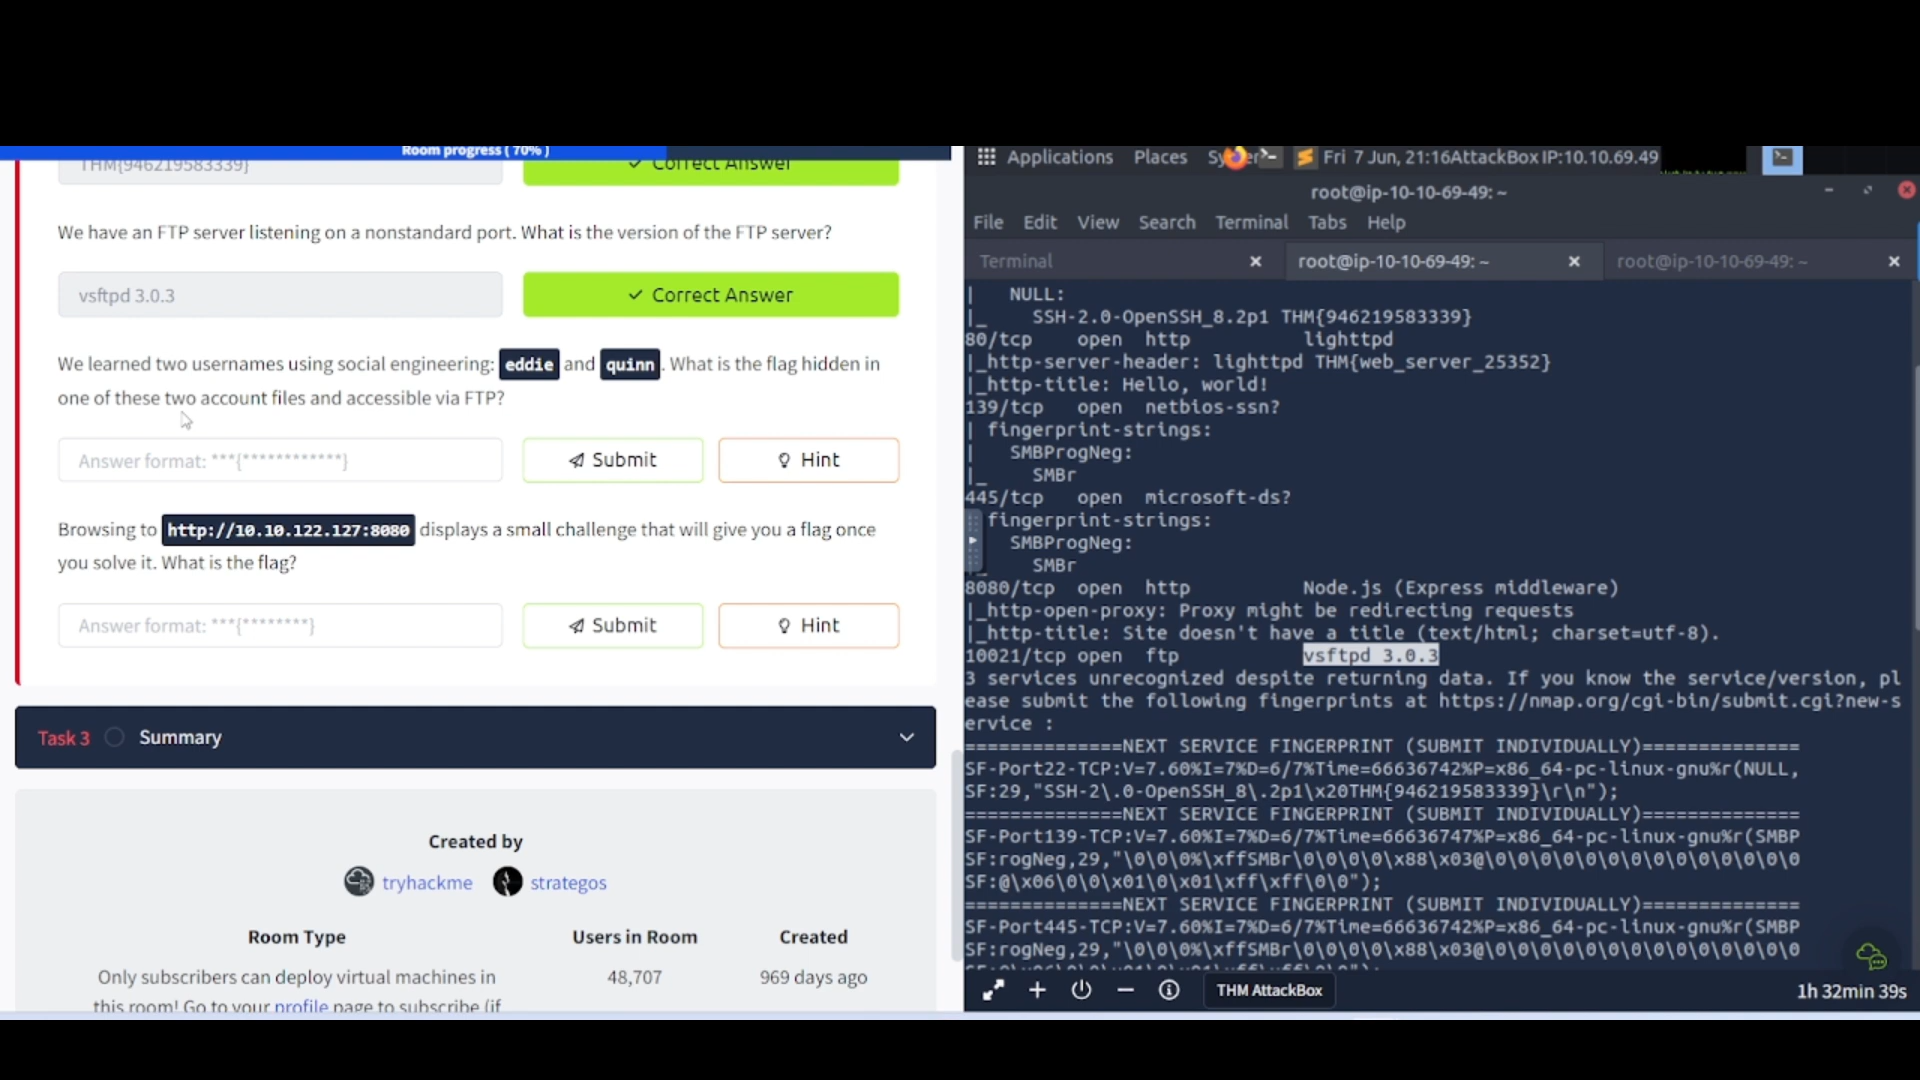 Room progress ( 70% )
THM{946219583339}
Correct Answer
We have an FTP server listening on a nonstandard port. What is the version of the FTP server?
vsftpd 3.0.3
Correct Answer
We learned two usernames using social engineering: eddie and quinn. What is the flag hidden in
one of these two account files and accessible via FTP?
Answer format: ***{************}
Submit
Hint
Browsing to http://10.10.122.127:8080 displays a small challenge that will give you a flag once
you solve it. What is the flag?
Answer format: ***{********}
Submit
Hint
Task 3 Summary
Created by
tryhackme strategos
Room Type Users in Room Created
Only subscribers can deploy virtual machines in 48,707 969 days ago
this room! Go to your profile page to subscribe (if
Applications Places Fri 7 Jun, 21:16 AttackBox IP:10.10.69.49
root@ip-10-10-69-49: ~
File Edit View Search Terminal Tabs Help
Terminal × root@ip-10-10-69-49: ~ × root@ip-10-10-69-49: ~ ×
| NULL:
|_ SSH-2.0-OpenSSH_8.2p1 THM{946219583339}
80/tcp open http lighttpd
|_http-server-header: lighttpd THM{web_server_25352}
|_http-title: Hello, world!
139/tcp open netbios-ssn?
| fingerprint-strings:
| SMBProgNeg:
|_ SMBr
445/tcp open microsoft-ds?
fingerprint-strings:
SMBProgNeg:
SMBr
8080/tcp open http Node.js (Express middleware)
|_http-open-proxy: Proxy might be redirecting requests
|_http-title: Site doesn't have a title (text/html; charset=utf-8).
10021/tcp open ftp vsftpd 3.0.3
3 services unrecognized despite returning data. If you know the service/version, pl
ease submit the following fingerprints at https://nmap.org/cgi-bin/submit.cgi?new-s
ervice :
==============NEXT SERVICE FINGERPRINT (SUBMIT INDIVIDUALLY)==============
SF-Port22-TCP:V=7.60%I=7%D=6/7%Time=66636742%P=x86_64-pc-linux-gnu%r(NULL,
SF:29,"SSH-2\.0-OpenSSH_8\.2p1\x20THM{946219583339}\r\n");
==============NEXT SERVICE FINGERPRINT (SUBMIT INDIVIDUALLY)==============
SF-Port139-TCP:V=7.60%I=7%D=6/7%Time=66636747%P=x86_64-pc-linux-gnu%r(SMBP
SF:rogNeg,29,"\0\0\0%\xffSMBr\0\0\0\0\x88\x03@\0\0\0\0\0\0\0\0\0\0\0\0\0\0
SF:@\x06\0\0\x01\0\x01\xff\xff\0\0");
==============NEXT SERVICE FINGERPRINT (SUBMIT INDIVIDUALLY)==============
SF-Port445-TCP:V=7.60%I=7%D=6/7%Time=66636742%P=x86_64-pc-linux-gnu%r(SMBP
SF:rogNeg,29,"\0\0\0%\xffSMBr\0\0\0\0\x88\x03@\0\0\0\0\0\0\0\0\0\0\0\0\0\0
THM AttackBox
1h 32min 39s